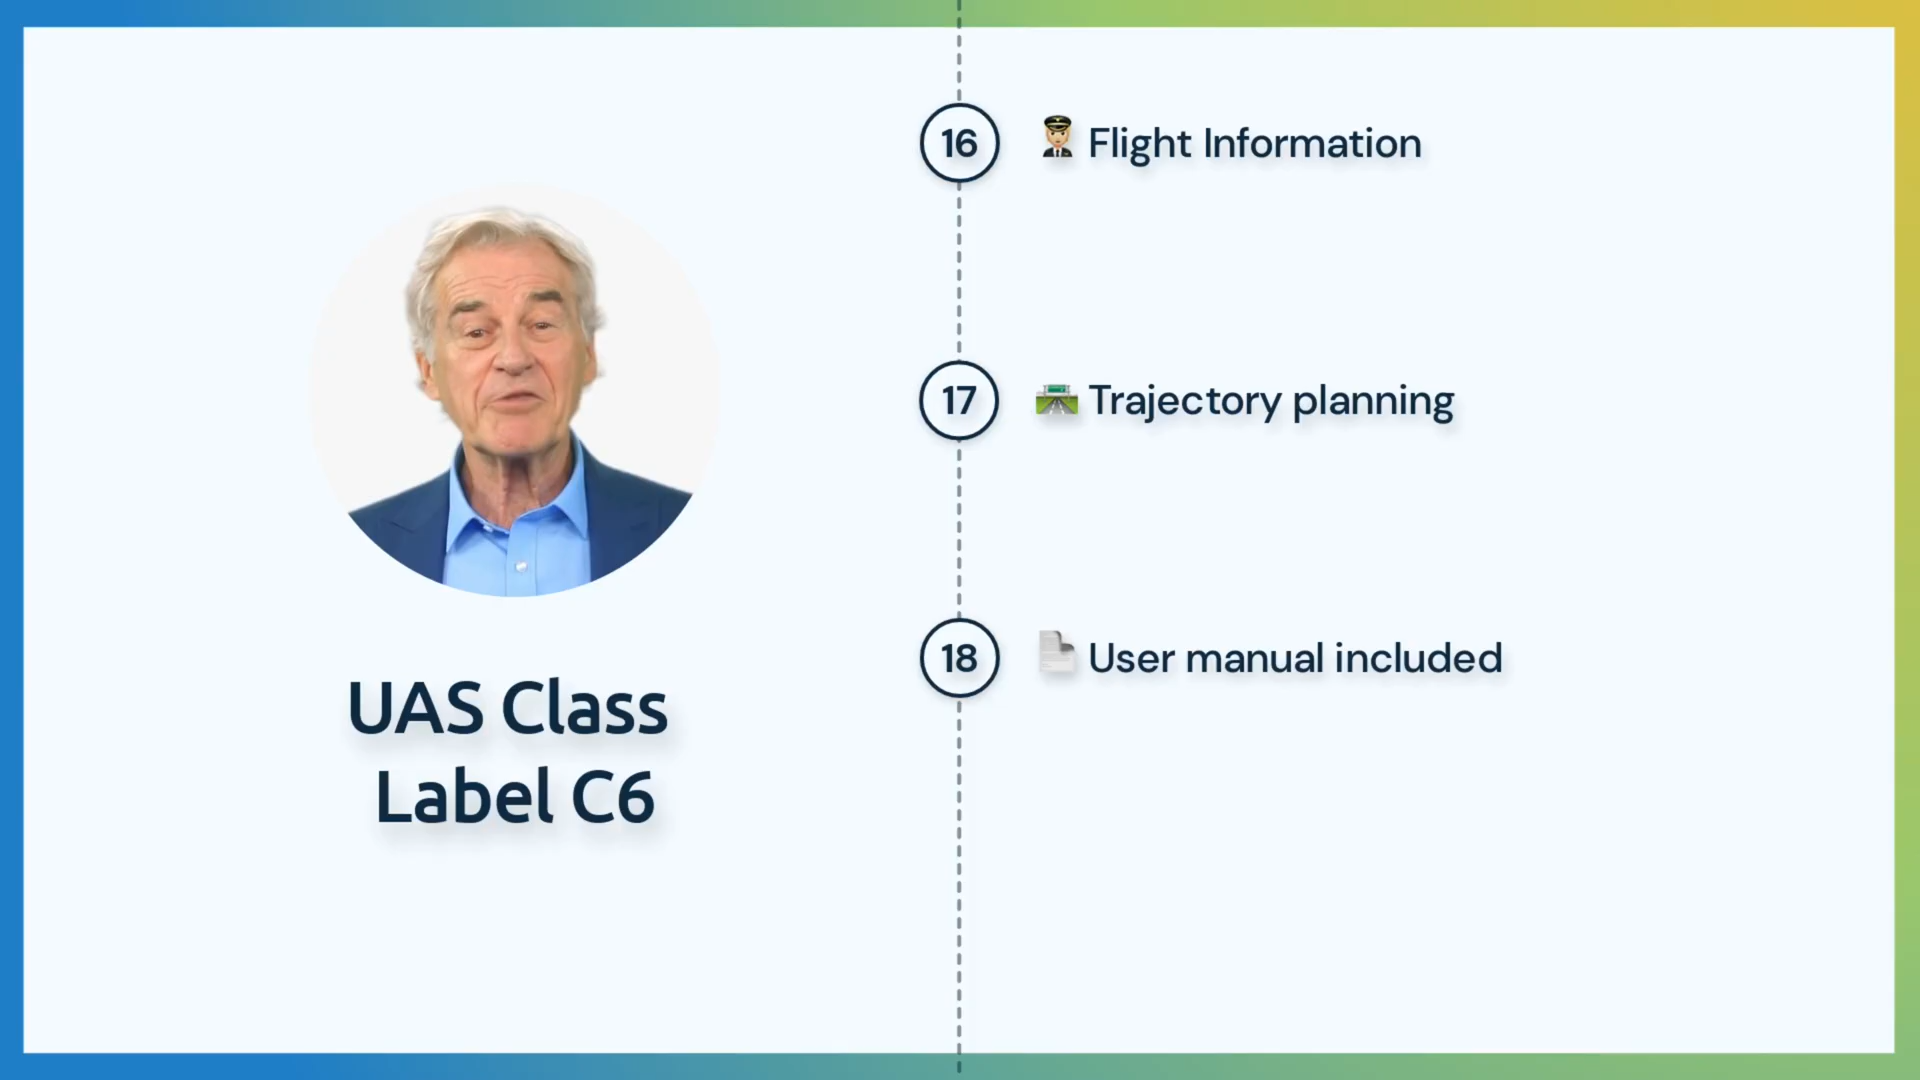 UAS Class
Label C6
16 Flight Information
17 Trajectory planning
18 User manual included